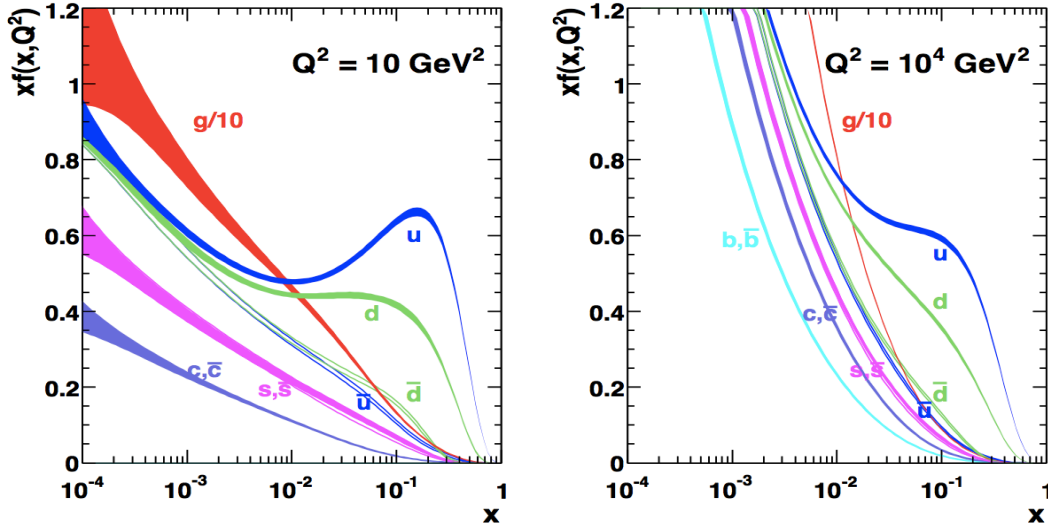 xf(x,Q²)
1.2
1
0.8
0.6
0.4
0.2
0
Q² = 10 GeV²
g/10
u
d
c,c̄
s,s̄
ū
d̄
10⁻⁴
10⁻³
10⁻²
10⁻¹
1
x
xf(x,Q²)
1.2
1
0.8
0.6
0.4
0.2
0
Q² = 10⁴ GeV²
g/10
b,b̄
u
d
c,c̄
s,s̄
d̄
ū
10⁻⁴
10⁻³
10⁻²
10⁻¹
1
x